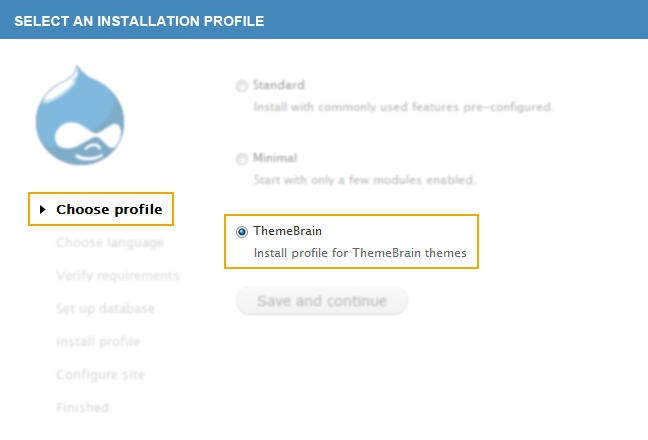 SELECT AN INSTALLATION PROFILE
Standard
Install with commonly used features pre-configured.
Minimal
Start with only a few modules enabled.
Choose profile
ThemeBrain
Install profile for ThemeBrain themes
Choose language
Verify requirements
Save and continue
Set up database
Install profile
Configure site
Finished